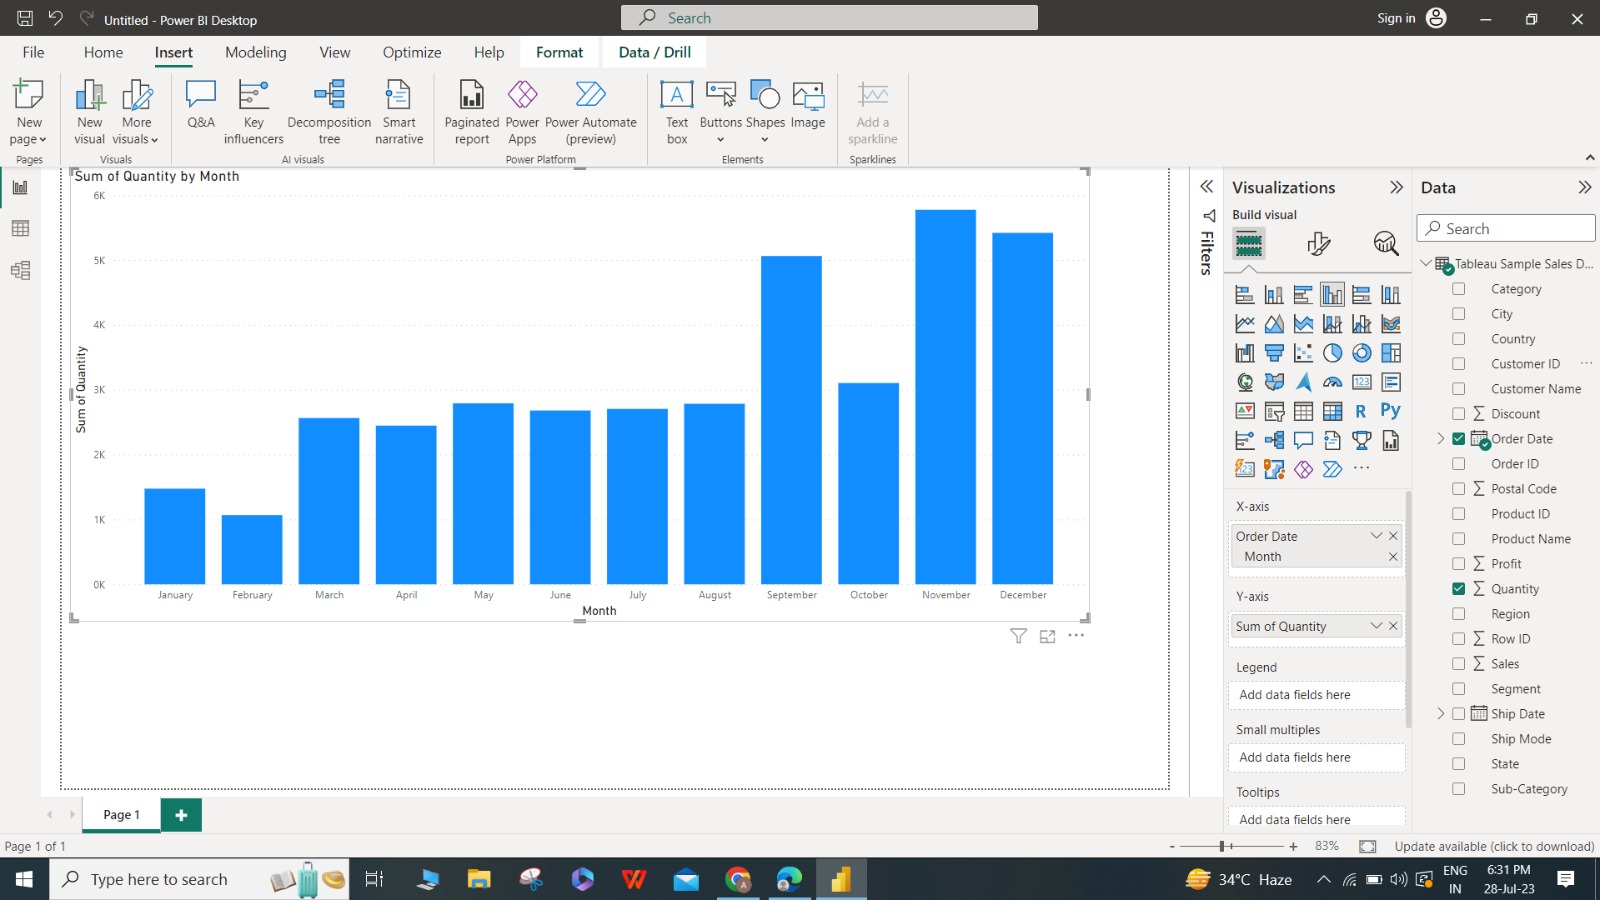 Untitled - Power BI Desktop
Search
Sign in
File
Home
Insert
Modeling
View
Optimize
Help
Format
Data / Drill
New
page
Pages
New
visual
More
visuals
Visuals
Q&A
Key
influencers
Decomposition
tree
Smart
narrative
AI visuals
Paginated
report
Power
Apps
Power Automate
(preview)
Power Platform
Text
box
Buttons
Shapes
Image
Elements
Add a
sparkline
Sparklines
Sum of Quantity by Month
6K
5K
4K
3K
2K
1K
0K
Sum of Quantity
January
February
March
April
May
June
July
August
September
October
November
December
Month
Filters
Visualizations
Build visual
123
R
Py
123
X-axis
Order Date
Month
Y-axis
Sum of Quantity
Legend
Add data fields here
Small multiples
Add data fields here
Tooltips
Add data fields here
Data
Search
Tableau Sample Sales D...
Category
City
Country
Customer ID
Customer Name
Discount
Order Date
Order ID
Postal Code
Product ID
Product Name
Profit
Quantity
Region
Row ID
Sales
Segment
Ship Date
Ship Mode
State
Sub-Category
Page 1
Page 1 of 1
83%
Update available (click to download)
Type here to search
34°C Haze
ENG
IN
6:31 PM
28-Jul-23